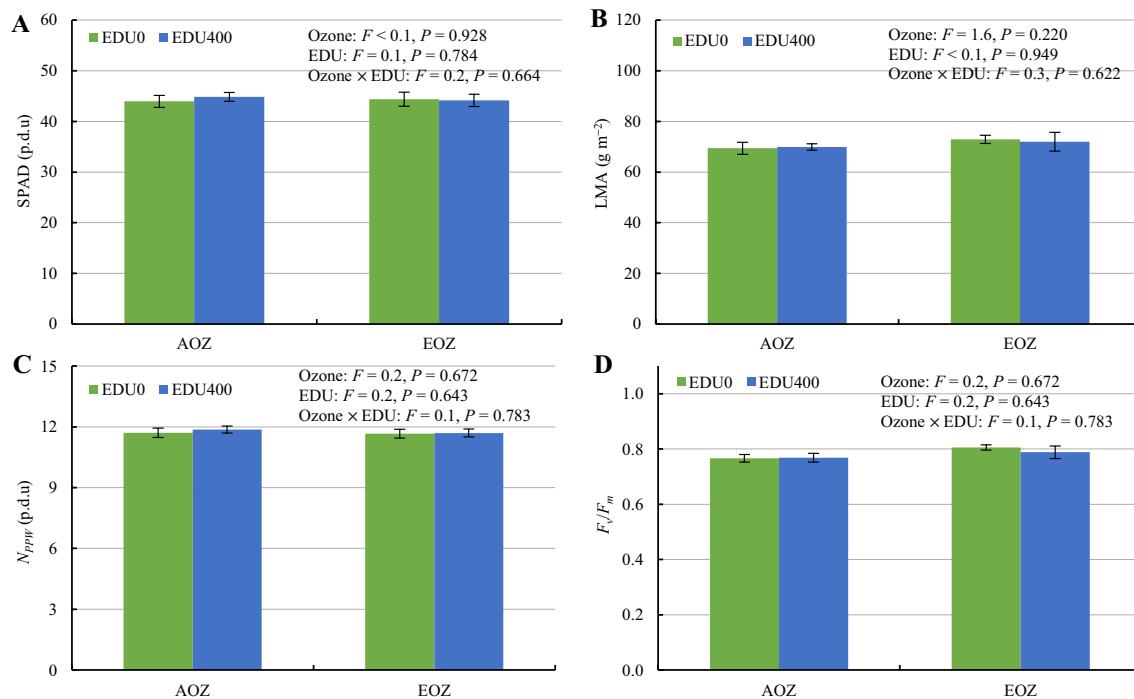 A
EDU0 EDU400
Ozone: F < 0.1, P = 0.928
EDU: F = 0.1, P = 0.784
Ozone × EDU: F = 0.2, P = 0.664
SPAD (p.d.u)
60
50
40
30
20
10
0
AOZ EOZ
B
EDU0 EDU400
Ozone: F = 1.6, P = 0.220
EDU: F < 0.1, P = 0.949
Ozone × EDU: F = 0.3, P = 0.622
LMA (g m⁻²)
120
100
80
60
40
20
0
AOZ EOZ
C
EDU0 EDU400
Ozone: F = 0.2, P = 0.672
EDU: F = 0.2, P = 0.643
Ozone × EDU: F = 0.1, P = 0.783
N_PPW (p.d.u)
15
12
9
6
3
0
AOZ EOZ
D
EDU0 EDU400
Ozone: F = 0.2, P = 0.672
EDU: F = 0.2, P = 0.643
Ozone × EDU: F = 0.1, P = 0.783
F_v/F_m
1.0
0.8
0.6
0.4
0.2
0.0
AOZ EOZ